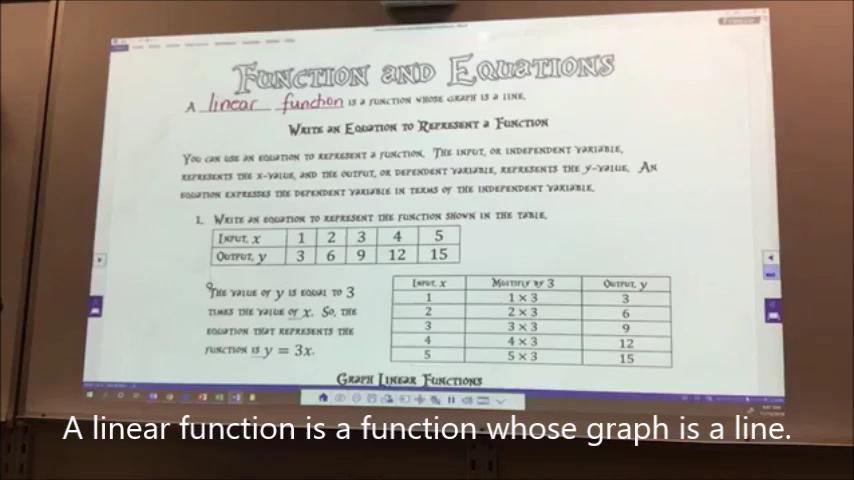 Freeze
FUNCTION AND EQUATIONS
A linear function IS A FUNCTION WHOSE GRAPH IS A LINE.
WRITE AN EQUATION TO REPRESENT A FUNCTION
YOU CAN USE AN EQUATION TO REPRESENT A FUNCTION. THE INPUT, OR INDEPENDENT VARIABLE,
REPRESENTS THE X-VALUE, AND THE OUTPUT, OR DEPENDENT VARIABLE, REPRESENTS THE Y-VALUE. AN
EQUATION EXPRESSES THE DEPENDENT VARIABLE IN TERMS OF THE INDEPENDENT VARIABLE.
1. WRITE AN EQUATION TO REPRESENT THE FUNCTION SHOWN IN THE TABLE.
INPUT, x 1 2 3 4 5
OUTPUT, y 3 6 9 12 15
THE VALUE OF y IS EQUAL TO 3
TIMES THE VALUE OF x. SO, THE
EQUATION THAT REPRESENTS THE
FUNCTION IS y = 3x.
INPUT, x MULTIPLY BY 3 OUTPUT, y
1 1 × 3 3
2 2 × 3 6
3 3 × 3 9
4 4 × 3 12
5 5 × 3 15
GRAPH LINEAR FUNCTIONS
A linear function is a function whose graph is a line.